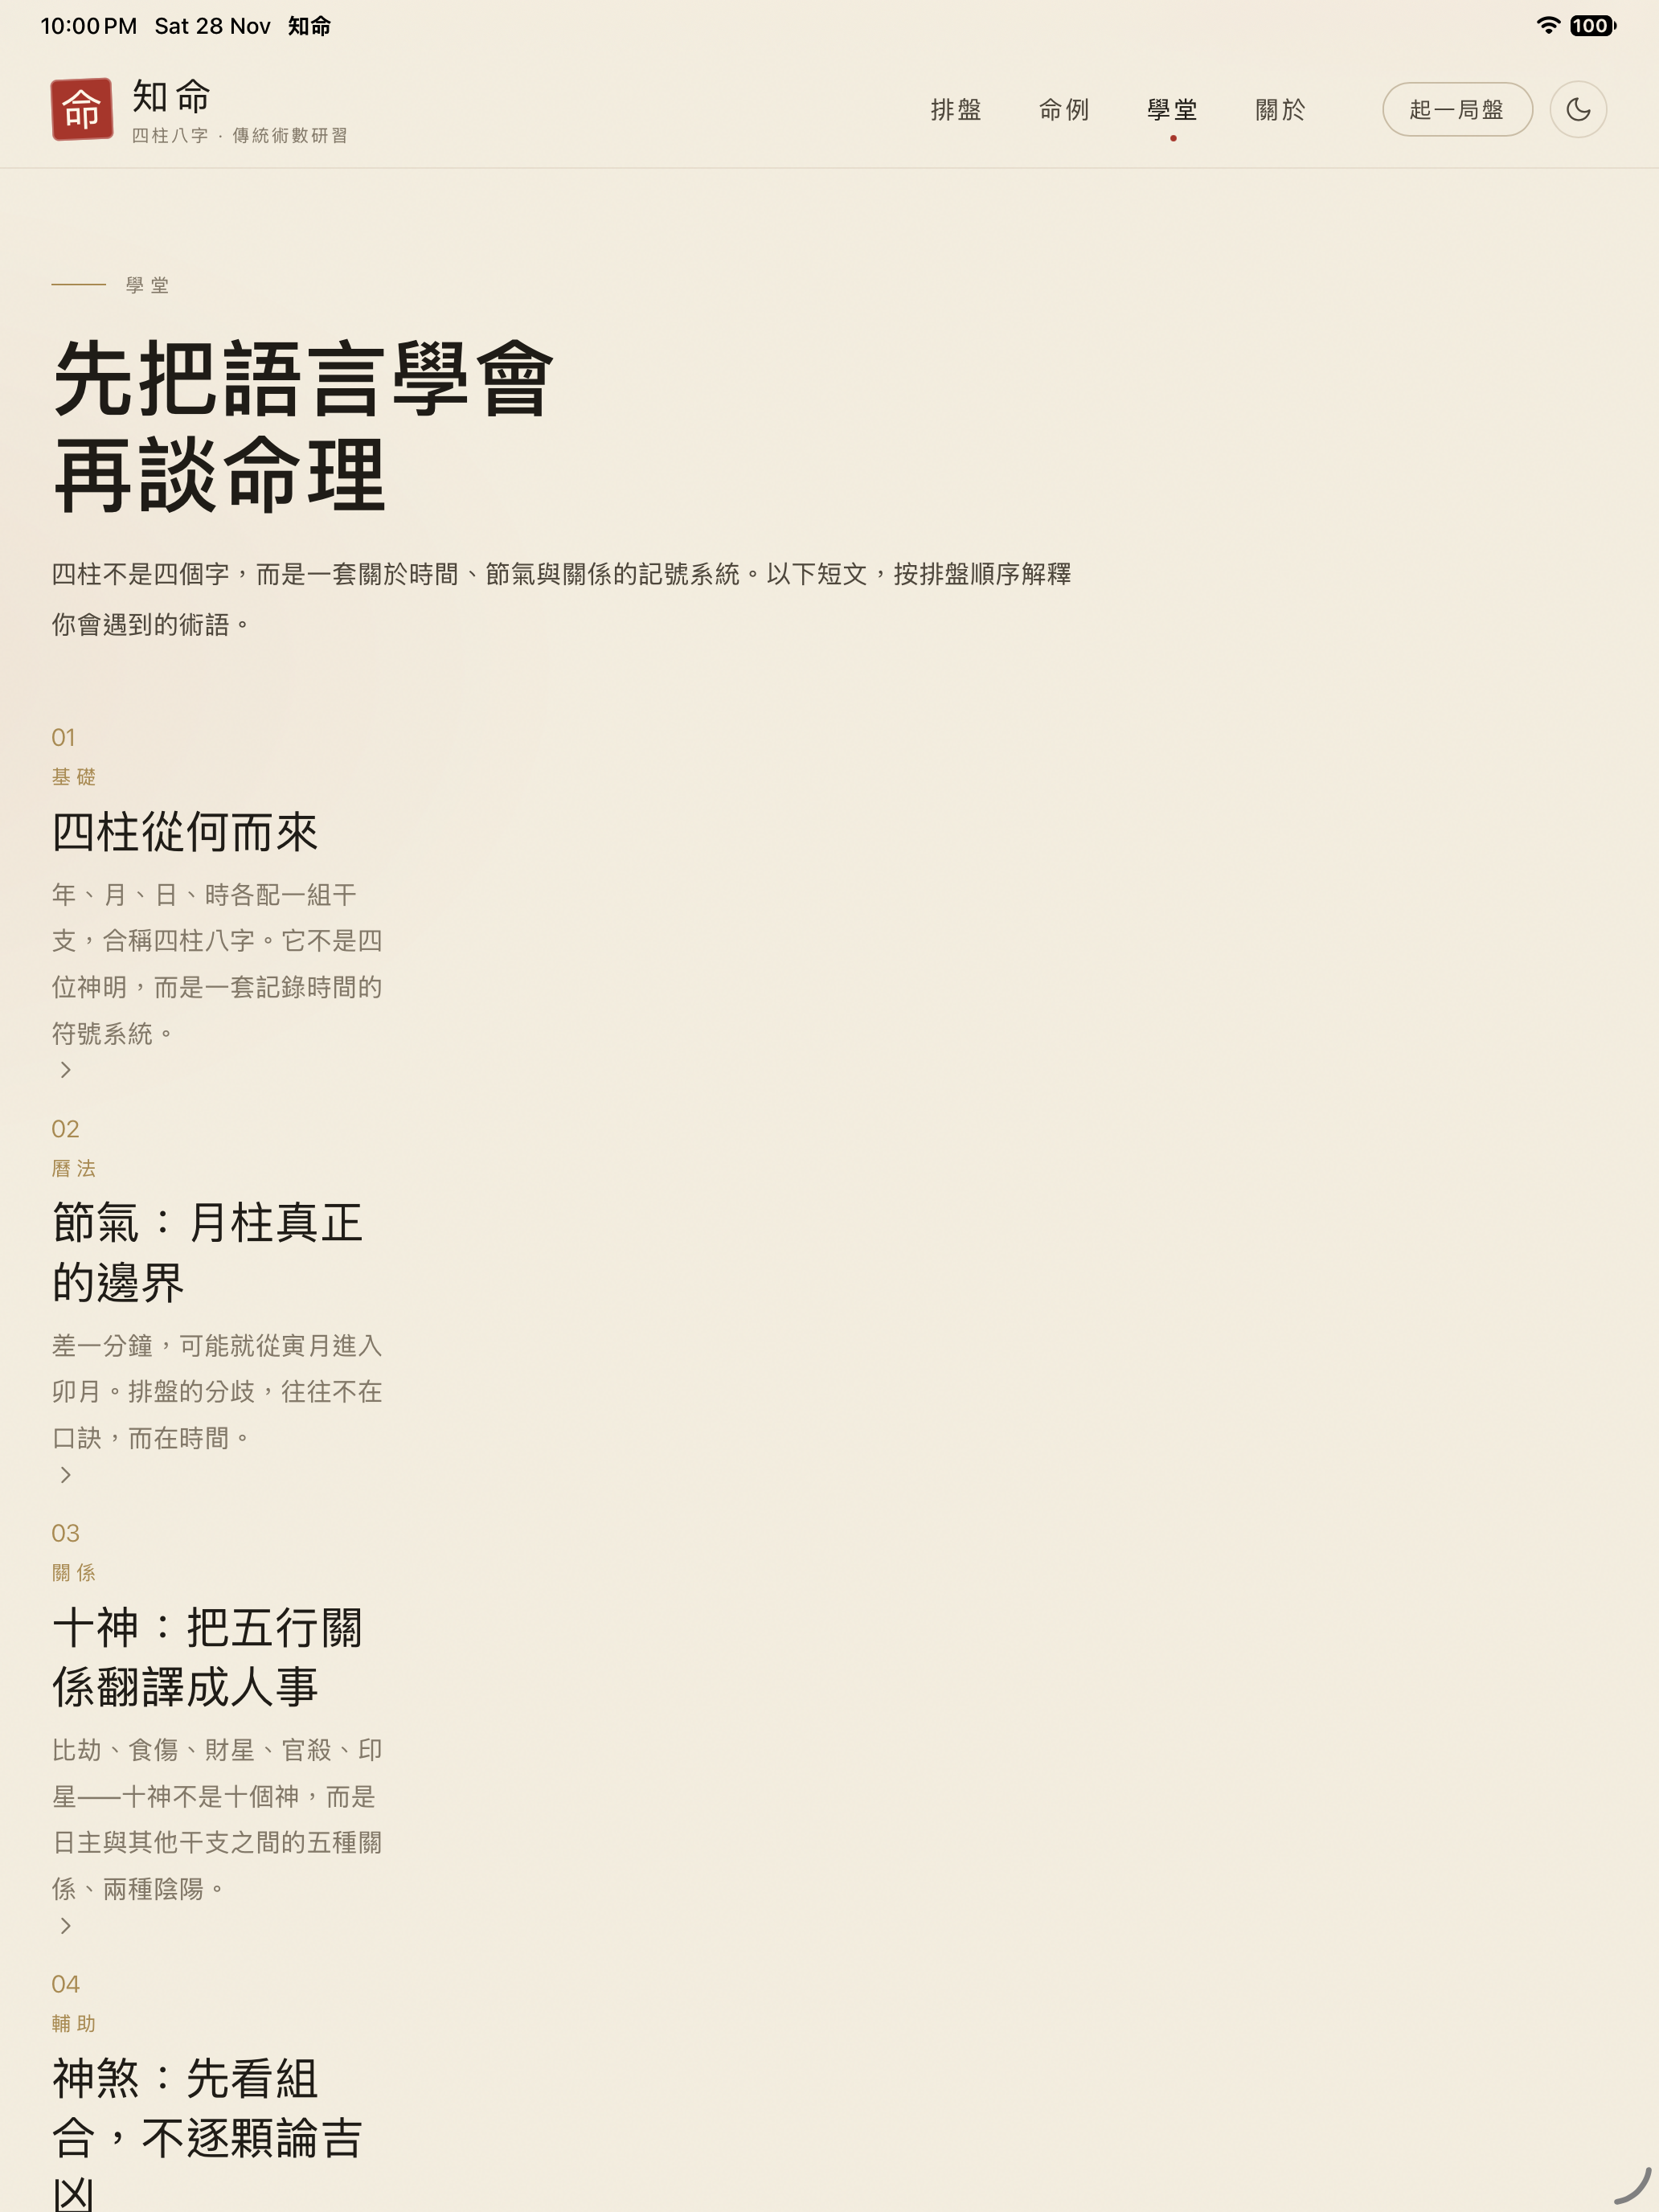 10:00 PM Sat 28 Nov 知命
100
命
知命
四柱八字 · 傳統術數研習
排盤 命例 學堂 關於 起一局盤
學堂
先把語言學會
再談命理
四柱不是四個字，而是一套關於時間、節氣與關係的記號系統。以下短文，按排盤順序解釋
你會遇到的術語。
01
基礎
四柱從何而來
年、月、日、時各配一組干
支，合稱四柱八字。它不是四
位神明，而是一套記錄時間的
符號系統。
02
曆法
節氣：月柱真正
的邊界
差一分鐘，可能就從寅月進入
卯月。排盤的分歧，往往不在
口訣，而在時間。
03
關係
十神：把五行關
係翻譯成人事
比劫、食傷、財星、官殺、印
星——十神不是十個神，而是
日主與其他干支之間的五種關
係、兩種陰陽。
04
輔助
神煞：先看組
合，不逐顆論吉
凶